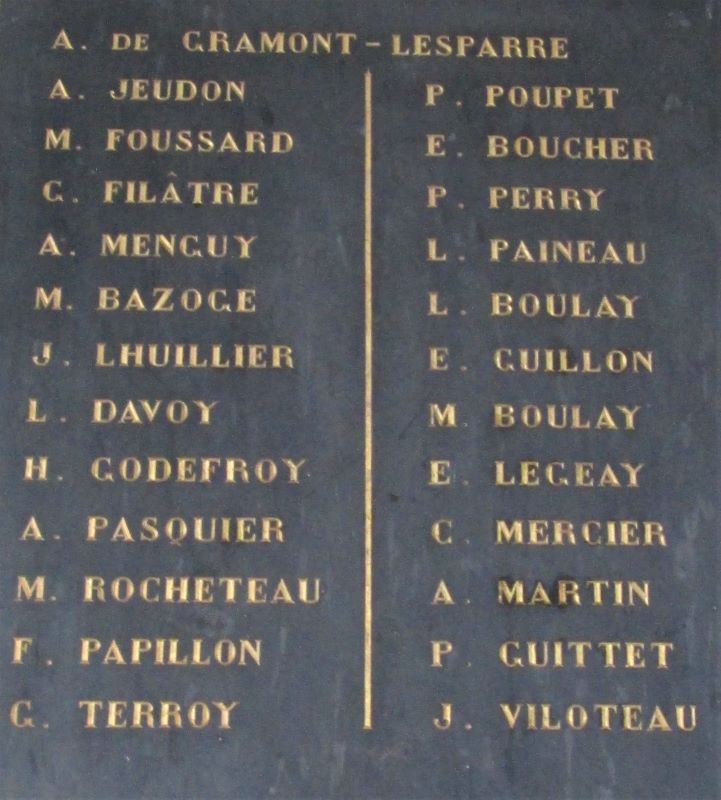 A. DE GRAMONT-LESPARRE
A. JEUDON
M. FOUSSARD
G. FILÂTRE
A. MENGUY
M. BAZOGE
J. LHUILLIER
L. DAVOY
H. GODEFROY
A. PASQUIER
M. ROCHETEAU
F. PAPILLON
G. TERROY
P. POUPET
E. BOUCHER
P. PERRY
L. PAINEAU
L. BOULAY
E. GUILLON
M. BOULAY
E. LEGEAY
C. MERCIER
A. MARTIN
P. GUITTET
J. VILOTEAU